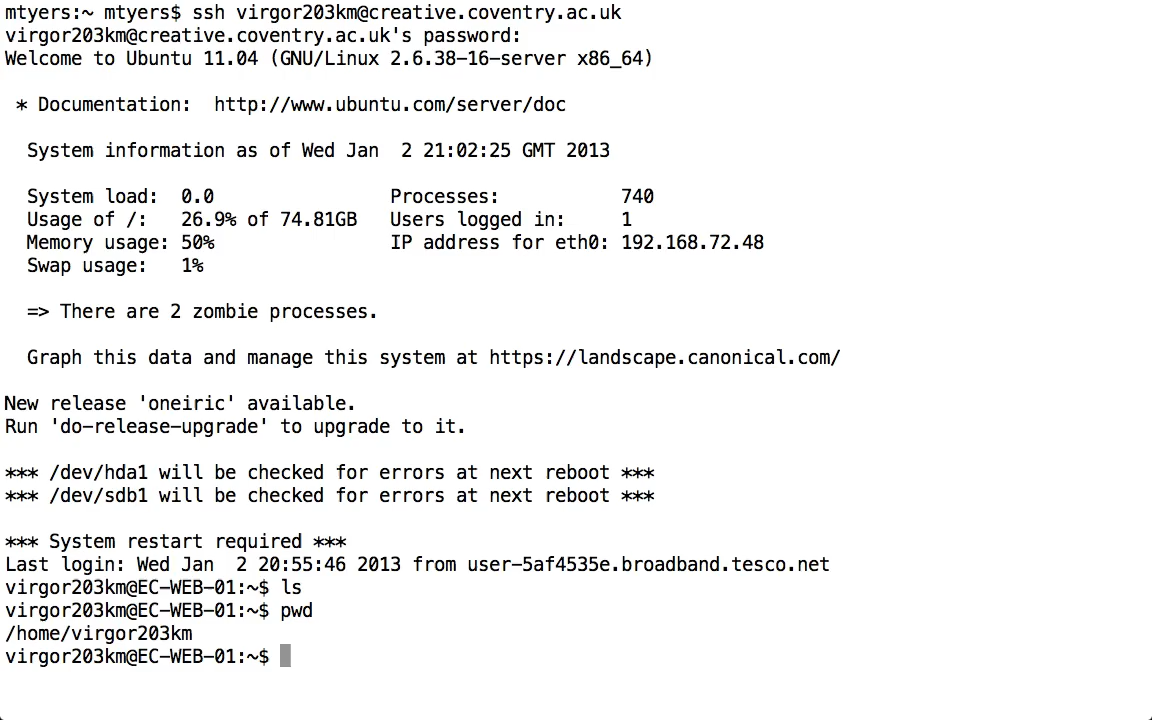 mtyers:~ mtyers$ ssh virgor203km@creative.coventry.ac.uk
virgor203km@creative.coventry.ac.uk's password:
Welcome to Ubuntu 11.04 (GNU/Linux 2.6.38-16-server x86_64)
* Documentation:  http://www.ubuntu.com/server/doc
System information as of Wed Jan  2 21:02:25 GMT 2013
System load:  0.0                Processes:           740
Usage of /:   26.9% of 74.81GB   Users logged in:     1
Memory usage: 50%                IP address for eth0: 192.168.72.48
Swap usage:   1%
=> There are 2 zombie processes.
Graph this data and manage this system at https://landscape.canonical.com/
New release 'oneiric' available.
Run 'do-release-upgrade' to upgrade to it.
*** /dev/hda1 will be checked for errors at next reboot ***
*** /dev/sdb1 will be checked for errors at next reboot ***
*** System restart required ***
Last login: Wed Jan  2 20:55:46 2013 from user-5af4535e.broadband.tesco.net
virgor203km@EC-WEB-01:~$ ls
virgor203km@EC-WEB-01:~$ pwd
/home/virgor203km
virgor203km@EC-WEB-01:~$